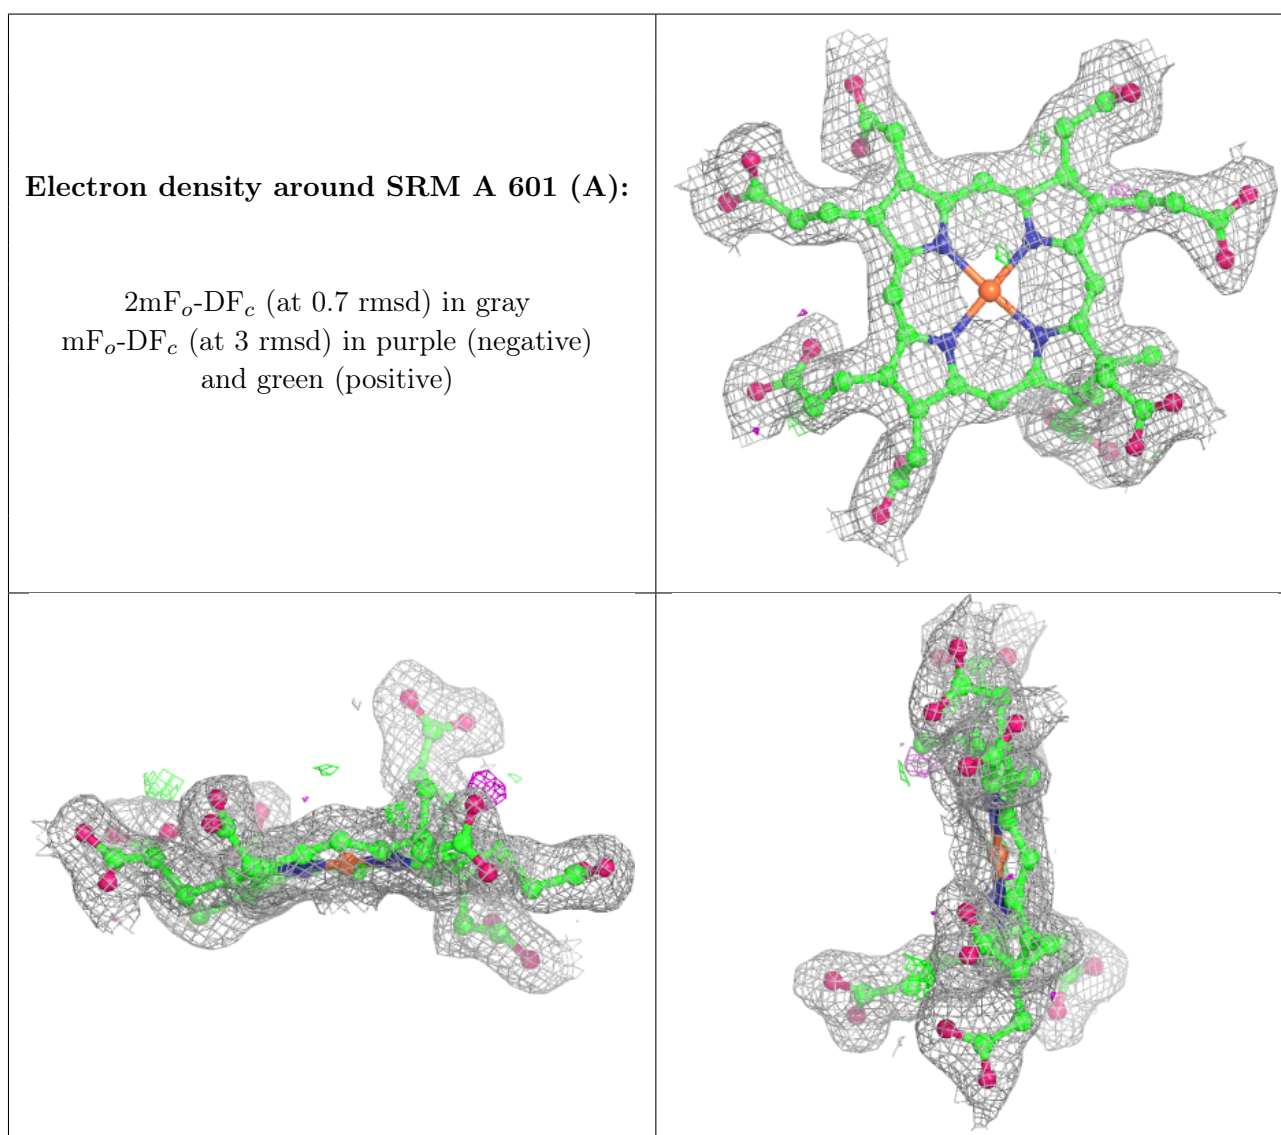 Electron density around SRM A 601 (A):
2mFₒ-DF𝒸 (at 0.7 rmsd) in gray
mFₒ-DF𝒸 (at 3 rmsd) in purple (negative)
and green (positive)